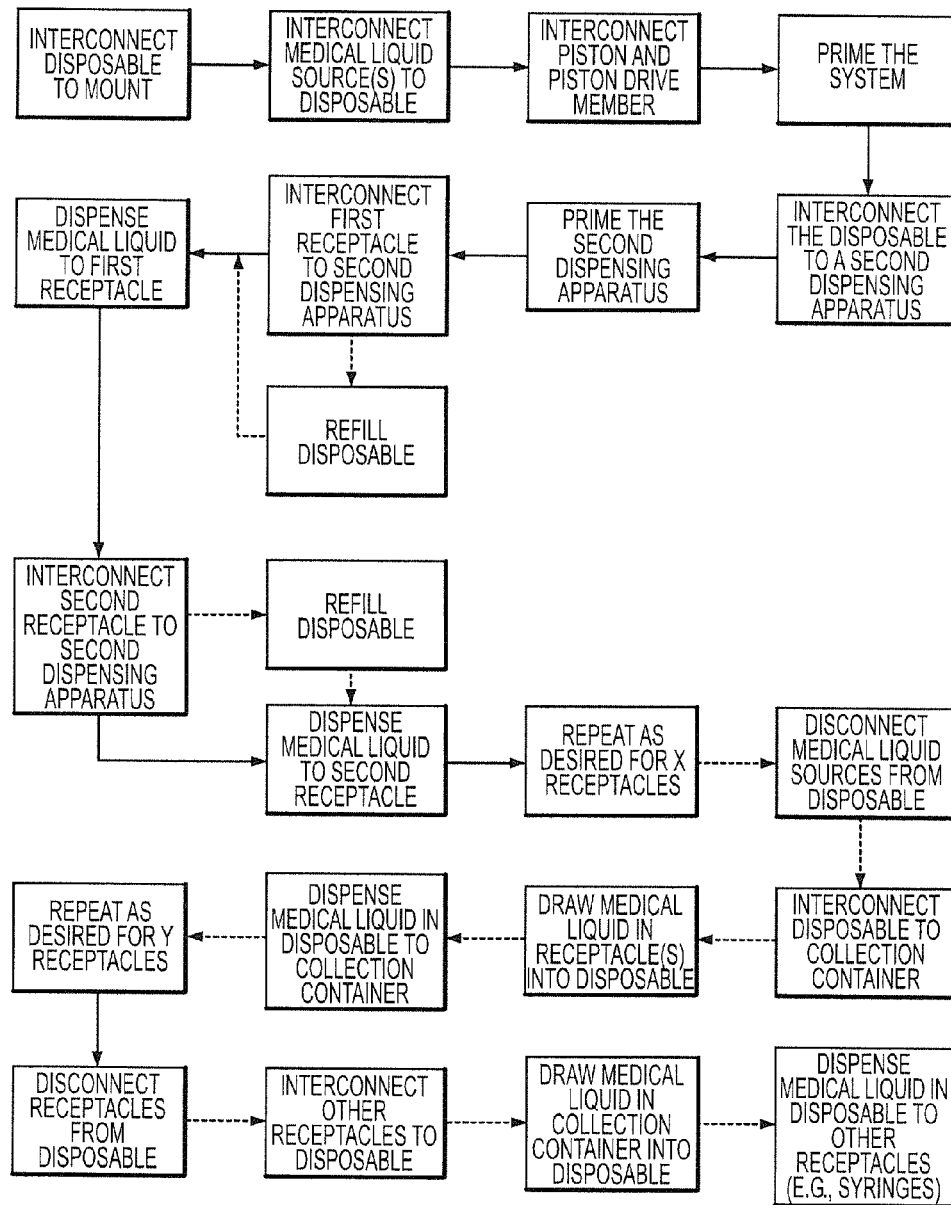 INTERCONNECT
DISPOSABLE
TO MOUNT
INTERCONNECT
MEDICAL LIQUID
SOURCE(S) TO
DISPOSABLE
INTERCONNECT
PISTON AND
PISTON DRIVE
MEMBER
PRIME THE
SYSTEM
INTERCONNECT
THE DISPOSABLE
TO A SECOND
DISPENSING
APPARATUS
PRIME THE
SECOND
DISPENSING
APPARATUS
INTERCONNECT
FIRST
RECEPTACLE
TO SECOND
DISPENSING
APPARATUS
DISPENSE
MEDICAL LIQUID
TO FIRST
RECEPTACLE
REFILL
DISPOSABLE
INTERCONNECT
SECOND
RECEPTACLE TO
SECOND
DISPENSING
APPARATUS
REFILL
DISPOSABLE
DISPENSE
MEDICAL LIQUID
TO SECOND
RECEPTACLE
REPEAT AS
DESIRED FOR X
RECEPTACLES
DISCONNECT
MEDICAL LIQUID
SOURCES FROM
DISPOSABLE
INTERCONNECT
DISPOSABLE TO
COLLECTION
CONTAINER
DRAW MEDICAL
LIQUID IN
RECEPTACLE(S)
INTO DISPOSABLE
DISPENSE
MEDICAL LIQUID IN
DISPOSABLE TO
COLLECTION
CONTAINER
REPEAT AS
DESIRED FOR Y
RECEPTACLES
DISCONNECT
RECEPTACLES
FROM
DISPOSABLE
INTERCONNECT
OTHER
RECEPTACLES TO
DISPOSABLE
DRAW MEDICAL
LIQUID IN
COLLECTION
CONTAINER INTO
DISPOSABLE
DISPENSE
MEDICAL LIQUID IN
DISPOSABLE TO
OTHER
RECEPTACLES
(E.G., SYRINGES)